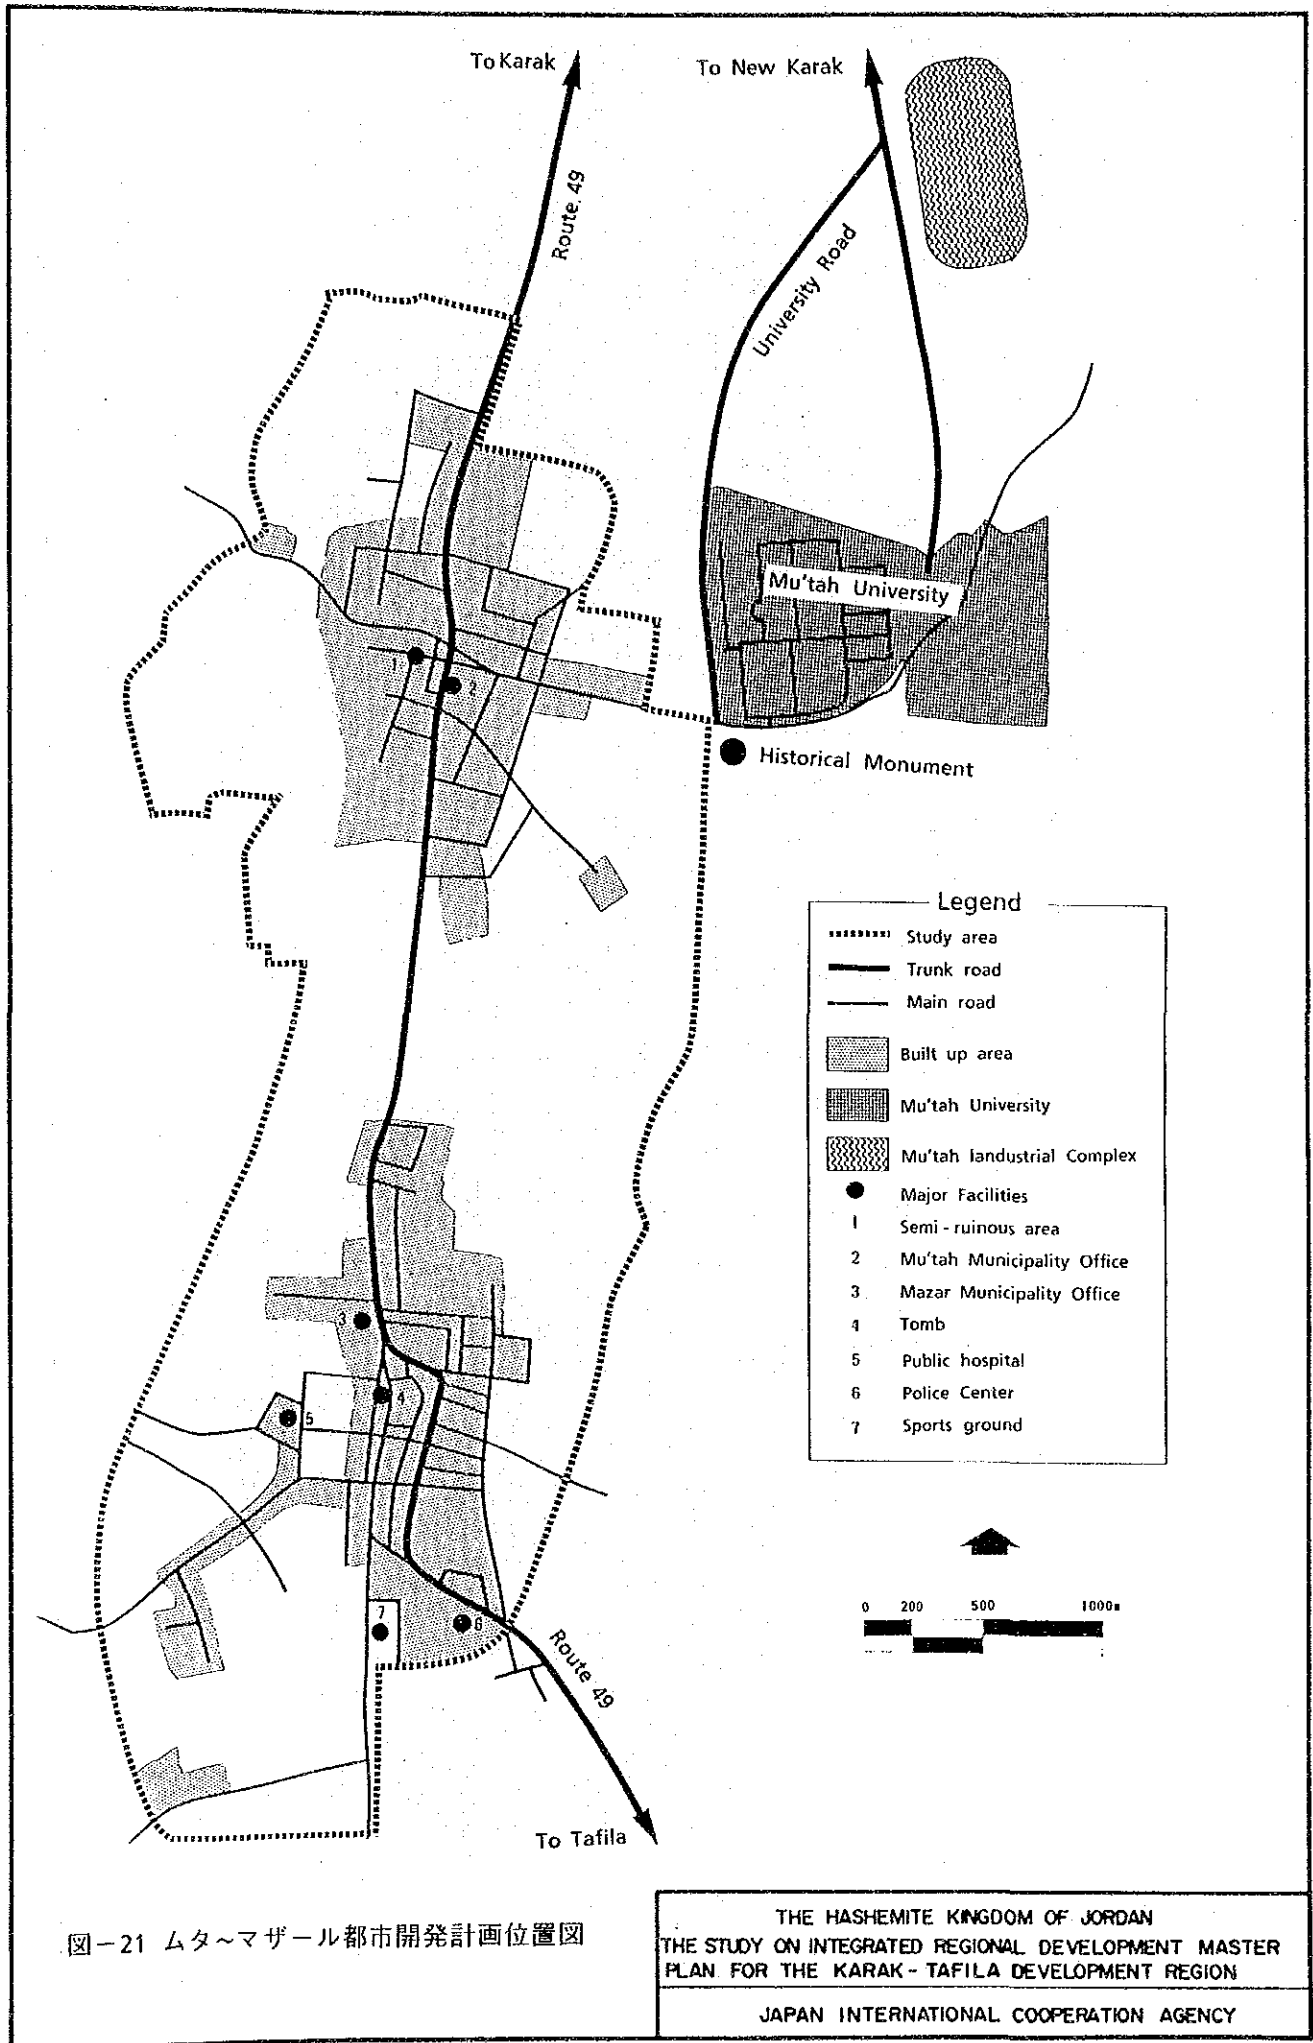 To Karak
To New Karak
Route 49
University Road
Mu'tah University
1
2
Historical Monument
Legend
Study area
Trunk road
Main road
Built up area
Mu'tah University
Mu'tah Iandustrial Complex
Major Facilities
1 Semi-ruinous area
2 Mu'tah Municipality Office
3 Mazar Municipality Office
4 Tomb
5 Public hospital
6 Police Center
7 Sports ground
3
4
5
7
6
0 200 500 1000m
Route 49
To Tafila
図-21 ムタ~マザール都市開発計画位置図
THE HASHEMITE KINGDOM OF JORDAN
THE STUDY ON INTEGRATED REGIONAL DEVELOPMENT MASTER
PLAN FOR THE KARAK-TAFILA DEVELOPMENT REGION
JAPAN INTERNATIONAL COOPERATION AGENCY